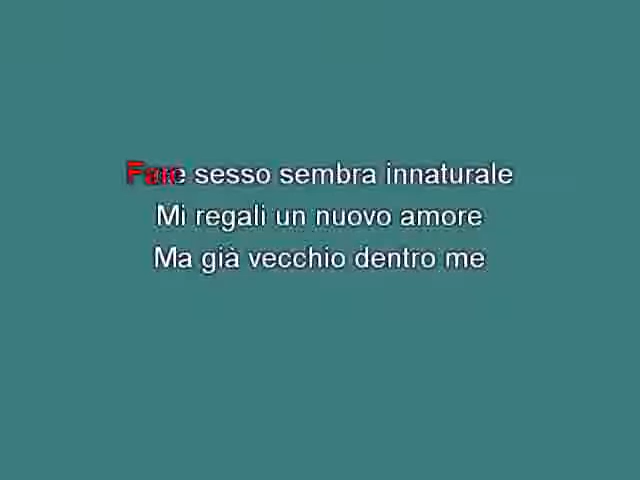 Fare sesso sembra innaturale
Mi regali un nuovo amore
Ma già vecchio dentro me